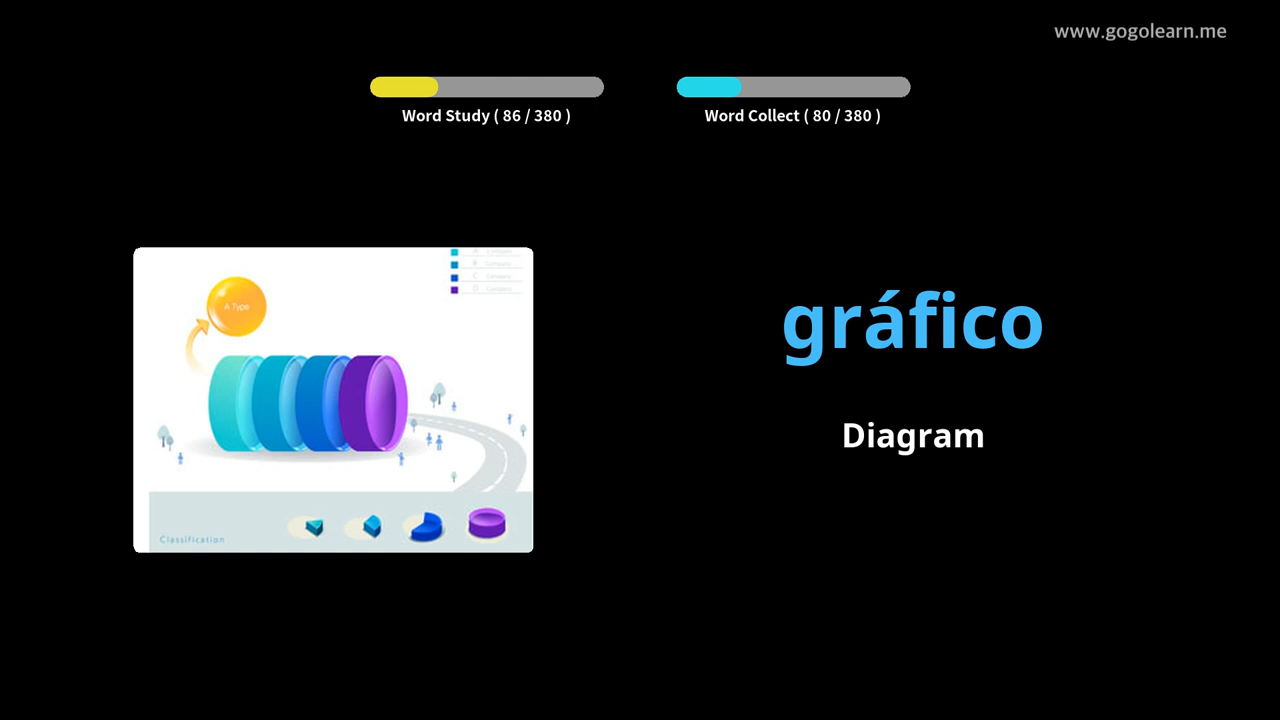 www.gogolearn.me
Word Study ( 86 / 380 )
Word Collect ( 80 / 380 )
A Type
A
B
C
D
Classification
gráfico
Diagram